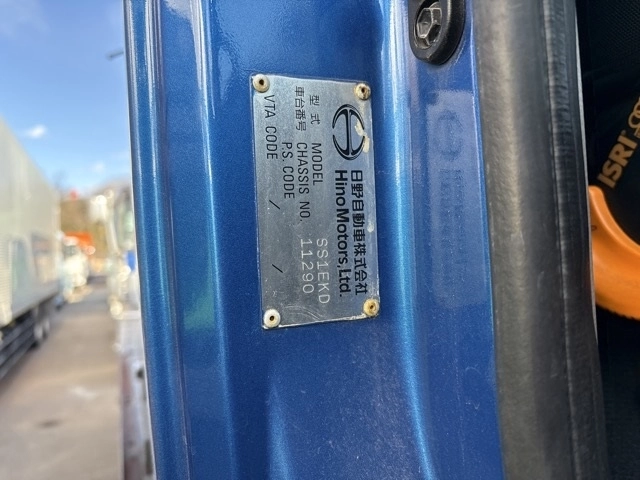 日野自動車株式会社
Hino Motors, Ltd.
型式 MODEL SS1EKD
車台番号 CHASSIS NO. 11290
P.S. CODE /
VTA CODE /
ISRI